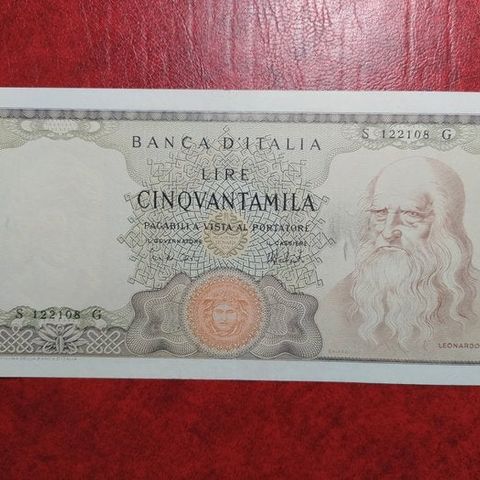 BANCA D'ITALIA
S 122108 G
LIRE
CINQVANTAMILA
PAGABILI A VISTA AL PORTATORE
IL GOVERNATORE
IL CASSIERE
S 122108 G
LEONARDO